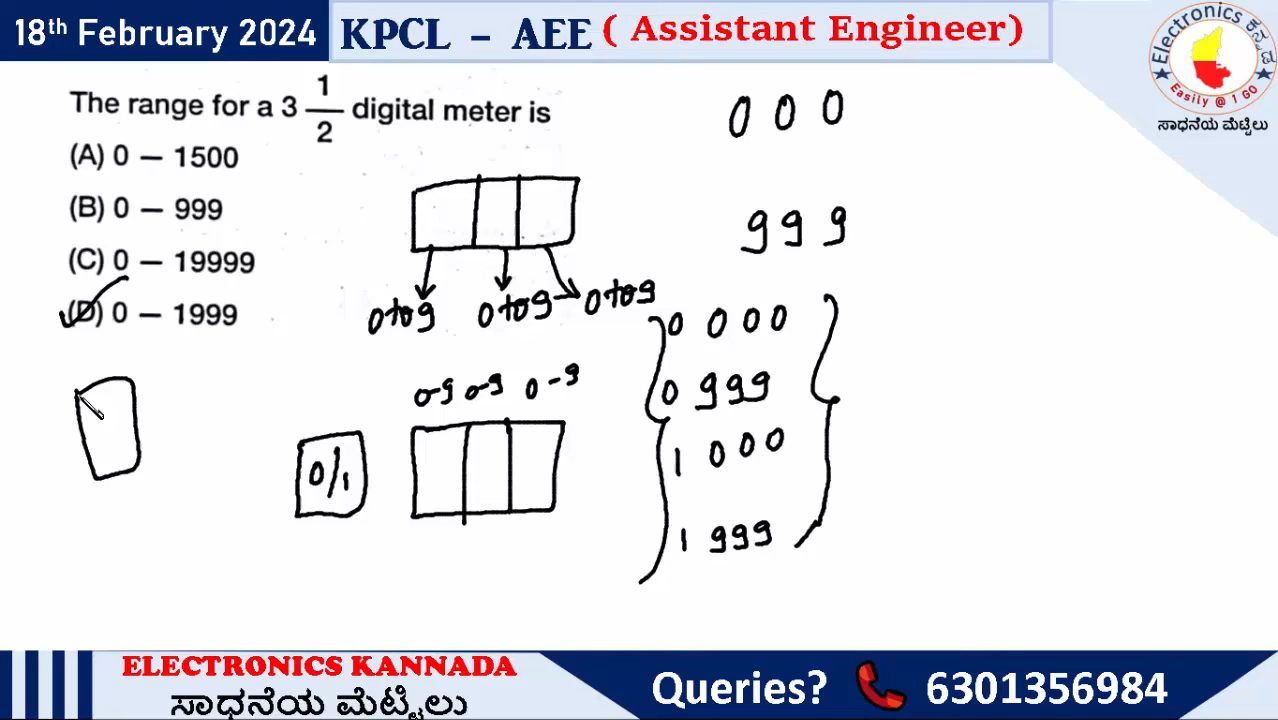 18th February 2024
KPCL - AEE ( Assistant Engineer)
Electronics ಕನ್ನಡ
Easily @ 1 GO
ಸಾಧನೆಯ ಮೆಟ್ಟಿಲು
The range for a 3 1/2 digital meter is
(A) 0 – 1500
(B) 0 – 999
(C) 0 – 19999
(D) 0 – 1999
0 0 0
9 9 9
0 to 9 0 to 9 0 to 9
0 0 0 0
0-9 0-9 0-9
0 9 9 9
0/1
1 0 0 0
1 9 9 9
ELECTRONICS KANNADA
ಸಾಧನೆಯ ಮೆಟ್ಟಿಲು
Queries? 6301356984